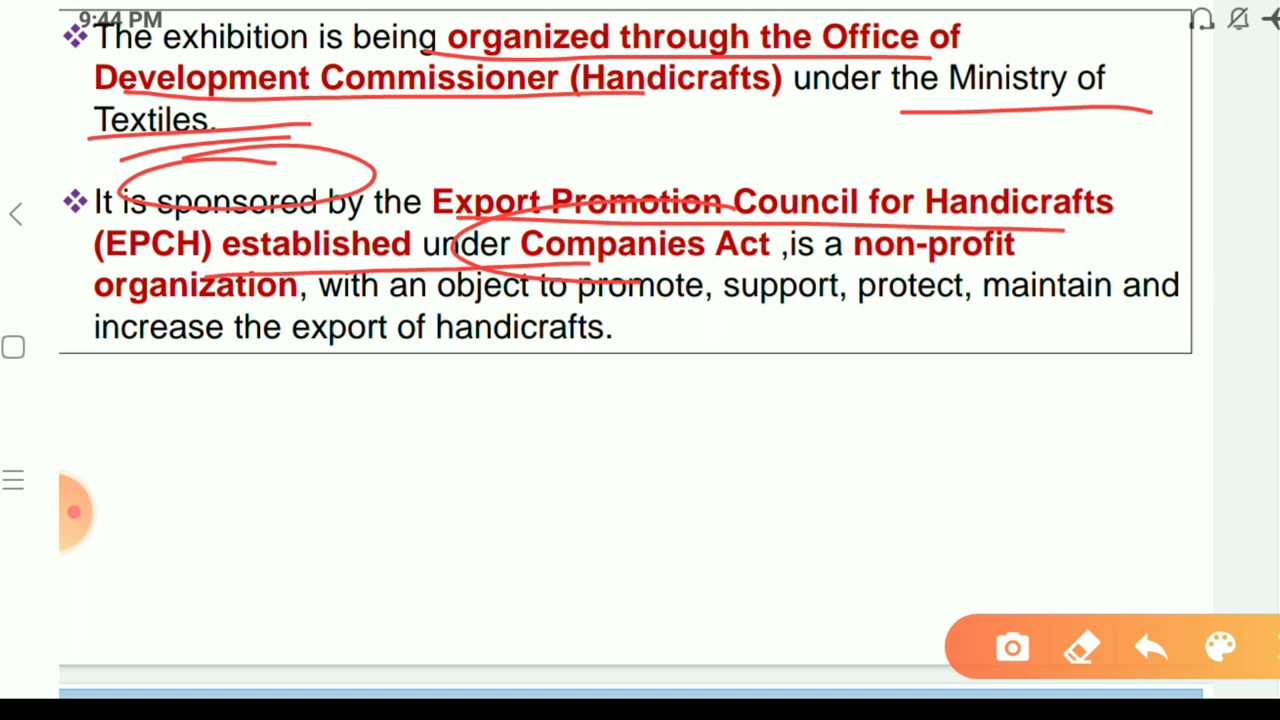 9:44 PM
❖The exhibition is being organized through the Office of
Development Commissioner (Handicrafts) under the Ministry of
Textiles.
❖It is sponsored by the Export Promotion Council for Handicrafts
(EPCH) established under Companies Act ,is a non-profit
organization, with an object to promote, support, protect, maintain and
increase the export of handicrafts.